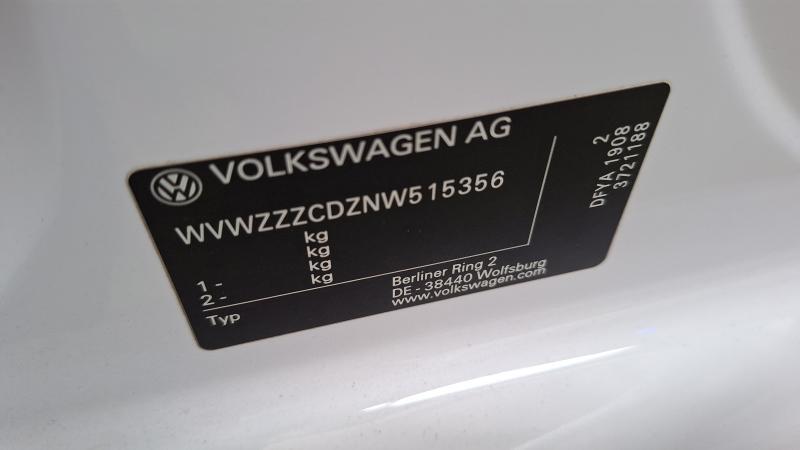 VOLKSWAGEN AG
WVWZZZCDZNW515356
kg
kg
1 - kg
2 - kg
Typ
Berliner Ring 2
DE - 38440 Wolfsburg
www.volkswagen.com
2
DFYA 1908
3721188